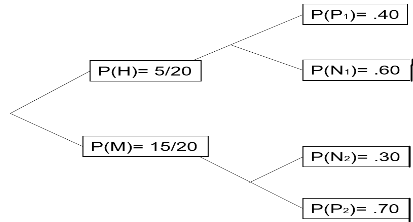 P(P₁)= .40
P(H)= 5/20
P(N₁)= .60
P(M)= 15/20
P(N₂)= .30
P(P₂)= .70